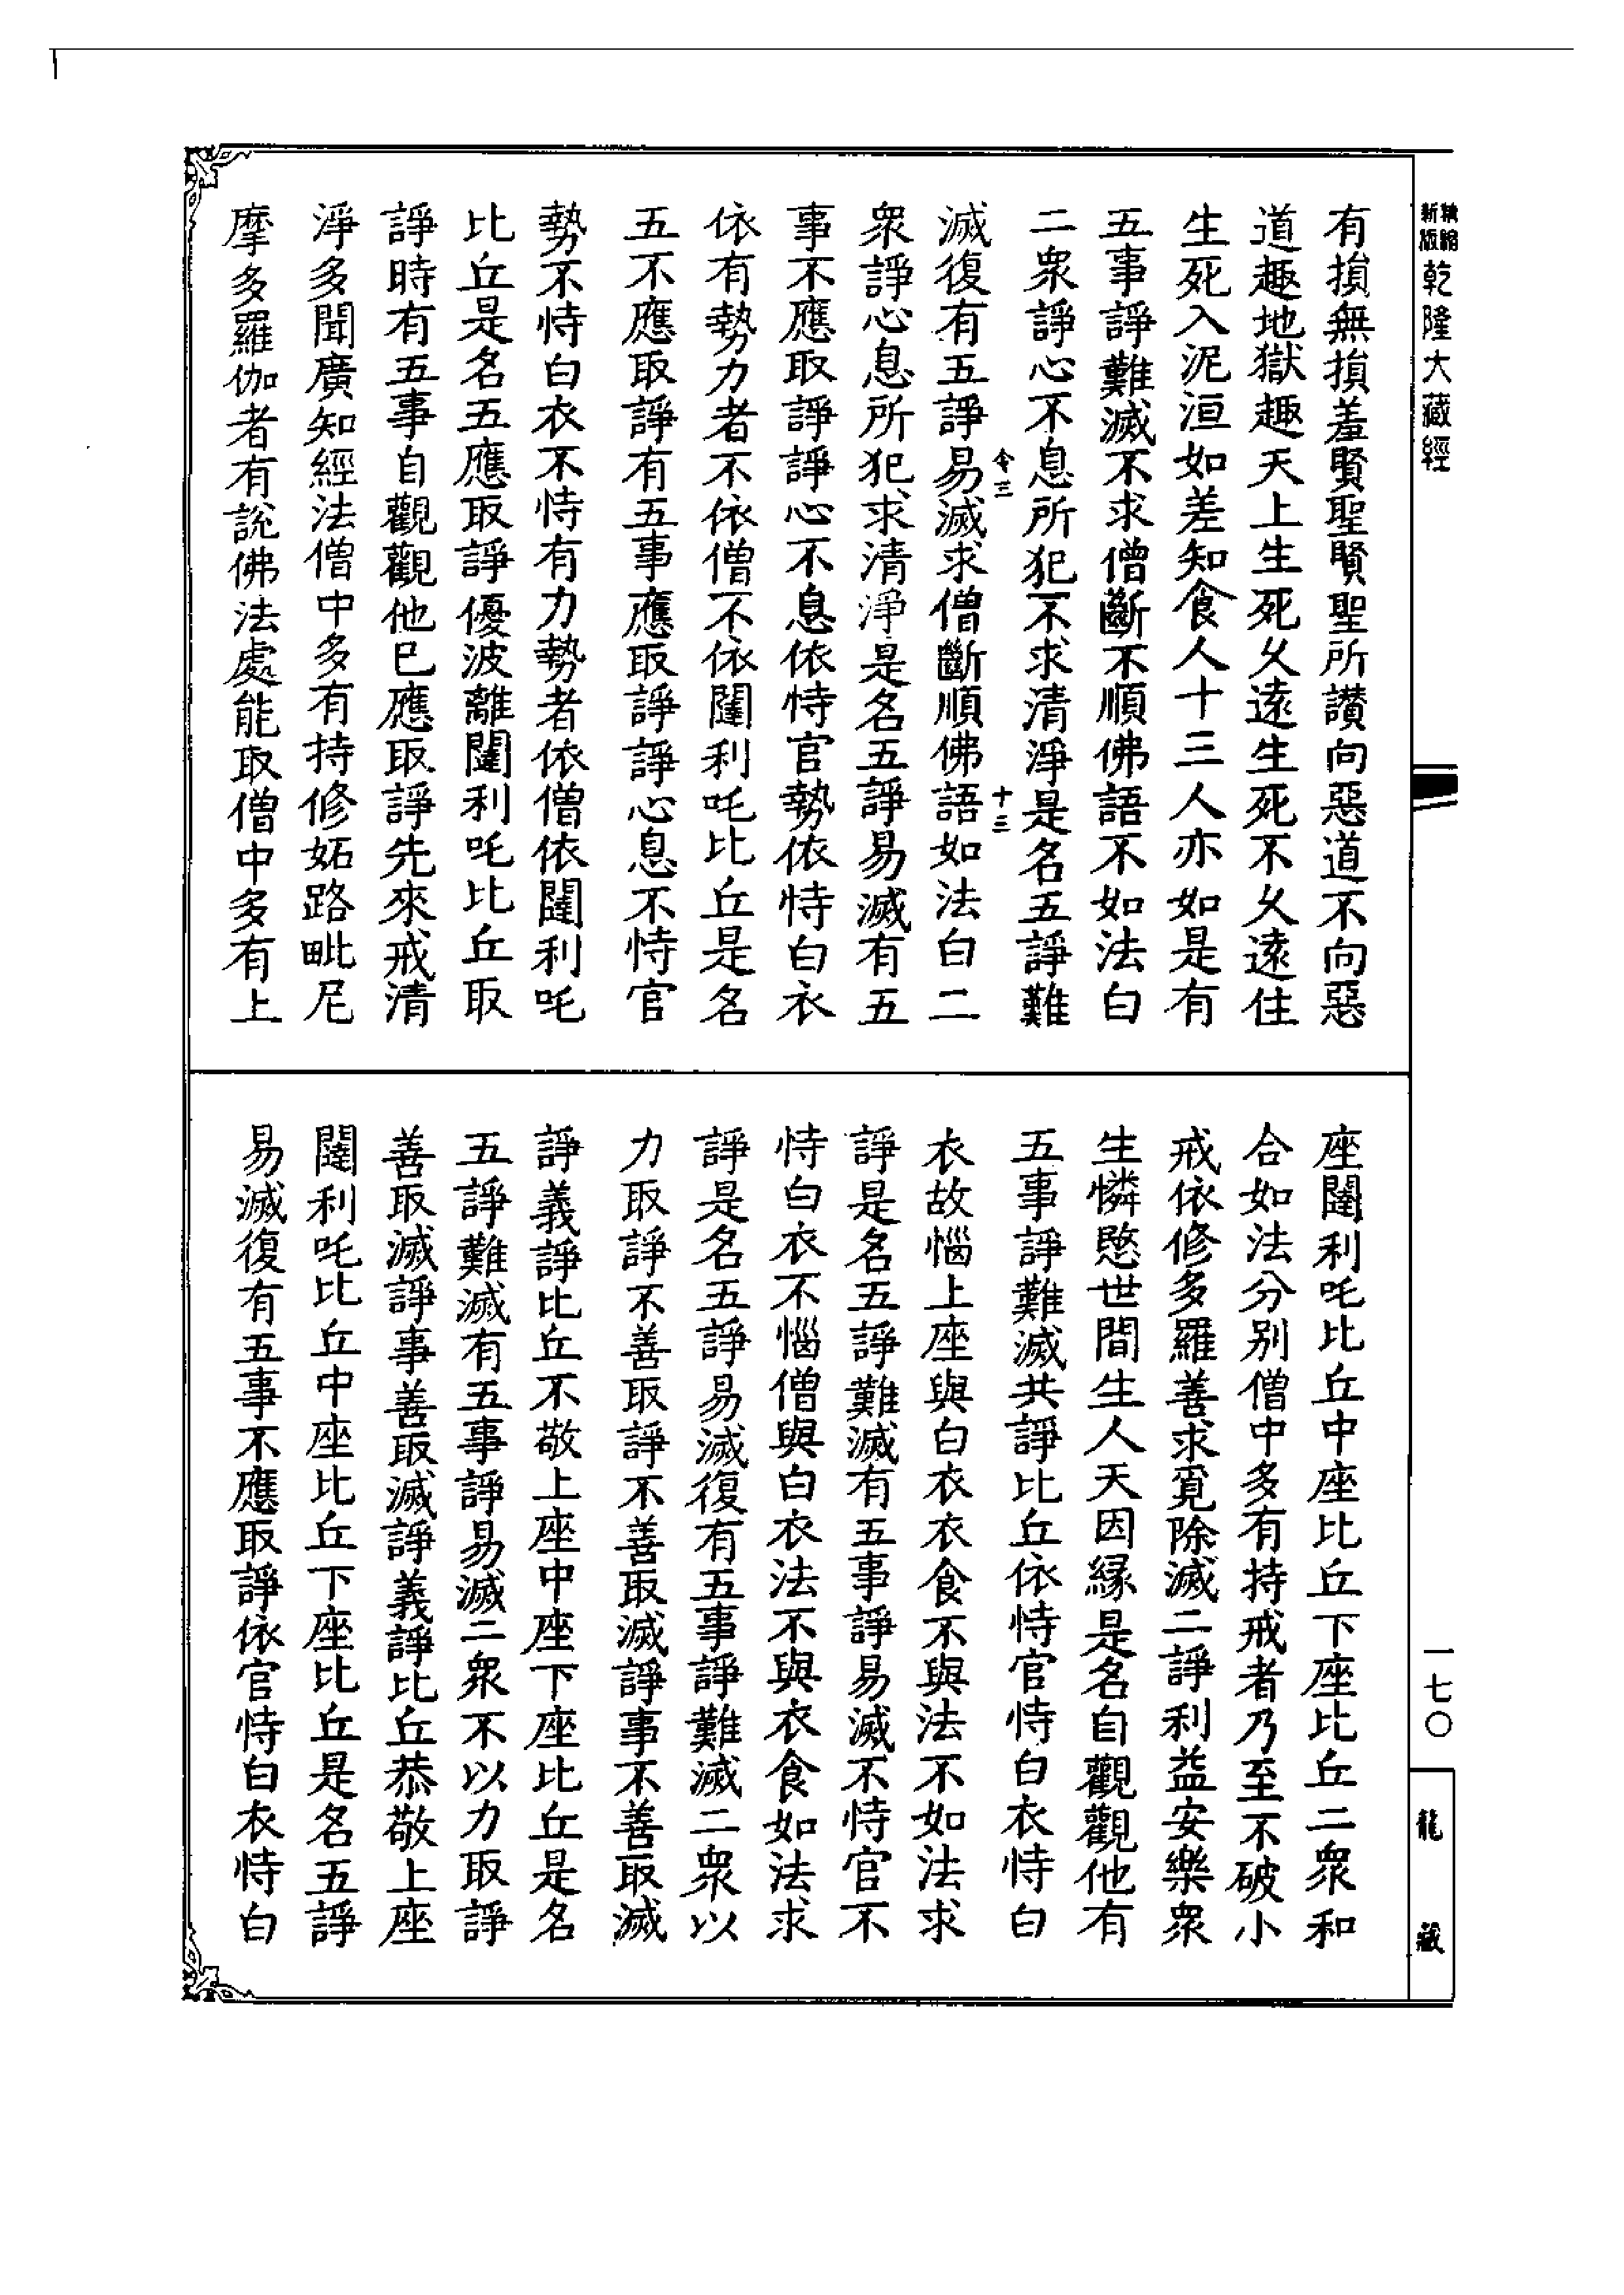 精縮新版乾隆大藏經
一七〇
龍藏
有損無損羞賢聖賢聖所讚向惡道不向惡
道趣地獄趣天上生死久遠生死不久遠住
生死入泥洹如差知食人十三人亦如是有
五事諍難滅不求僧斷不順佛語不如法白
二衆諍心不息所犯不求清淨是名五諍難
令三 十三
滅復有五諍易滅求僧斷順佛語如法白二
衆諍心息所犯求清淨是名五諍易滅有五
事不應取諍諍心不息依恃官勢依恃白衣
依有勢力者不依僧不依闥利吒比丘是名
五不應取諍有五事應取諍諍心息不恃官
勢不恃白衣不恃有力勢者依僧依闥利吒
比丘是名五應取諍優波離闥利吒比丘取
諍時有五事自觀觀他已應取諍先來戒清
淨多聞廣知經法僧中多有持修妬路毗尼
摩多羅伽者有說佛法處能取僧中多有上
座闥利吒比丘中座比丘下座比丘二衆和
合如法分別僧中多有持戒者乃至不破小
戒依修多羅善求覓除滅二諍利益安樂衆
生憐愍世間生人天因緣是名自觀觀他有
五事諍難滅共諍比丘依恃官恃白衣恃白
衣故惱上座與白衣衣食不與法不如法求
諍是名五諍難滅有五事諍易滅不恃官不
恃白衣不惱僧與白衣法不與衣食如法求
諍是名五諍易滅復有五事諍難滅二衆以
力取諍不善取諍不善取滅諍事不善取滅
諍義諍比丘不敬上座中座下座比丘是名
五諍難滅有五事諍易滅二衆不以力取諍
善取滅諍事善取滅諍義諍比丘恭敬上座
闥利吒比丘中座比丘下座比丘是名五諍
易滅復有五事不應取諍依官恃白衣恃白